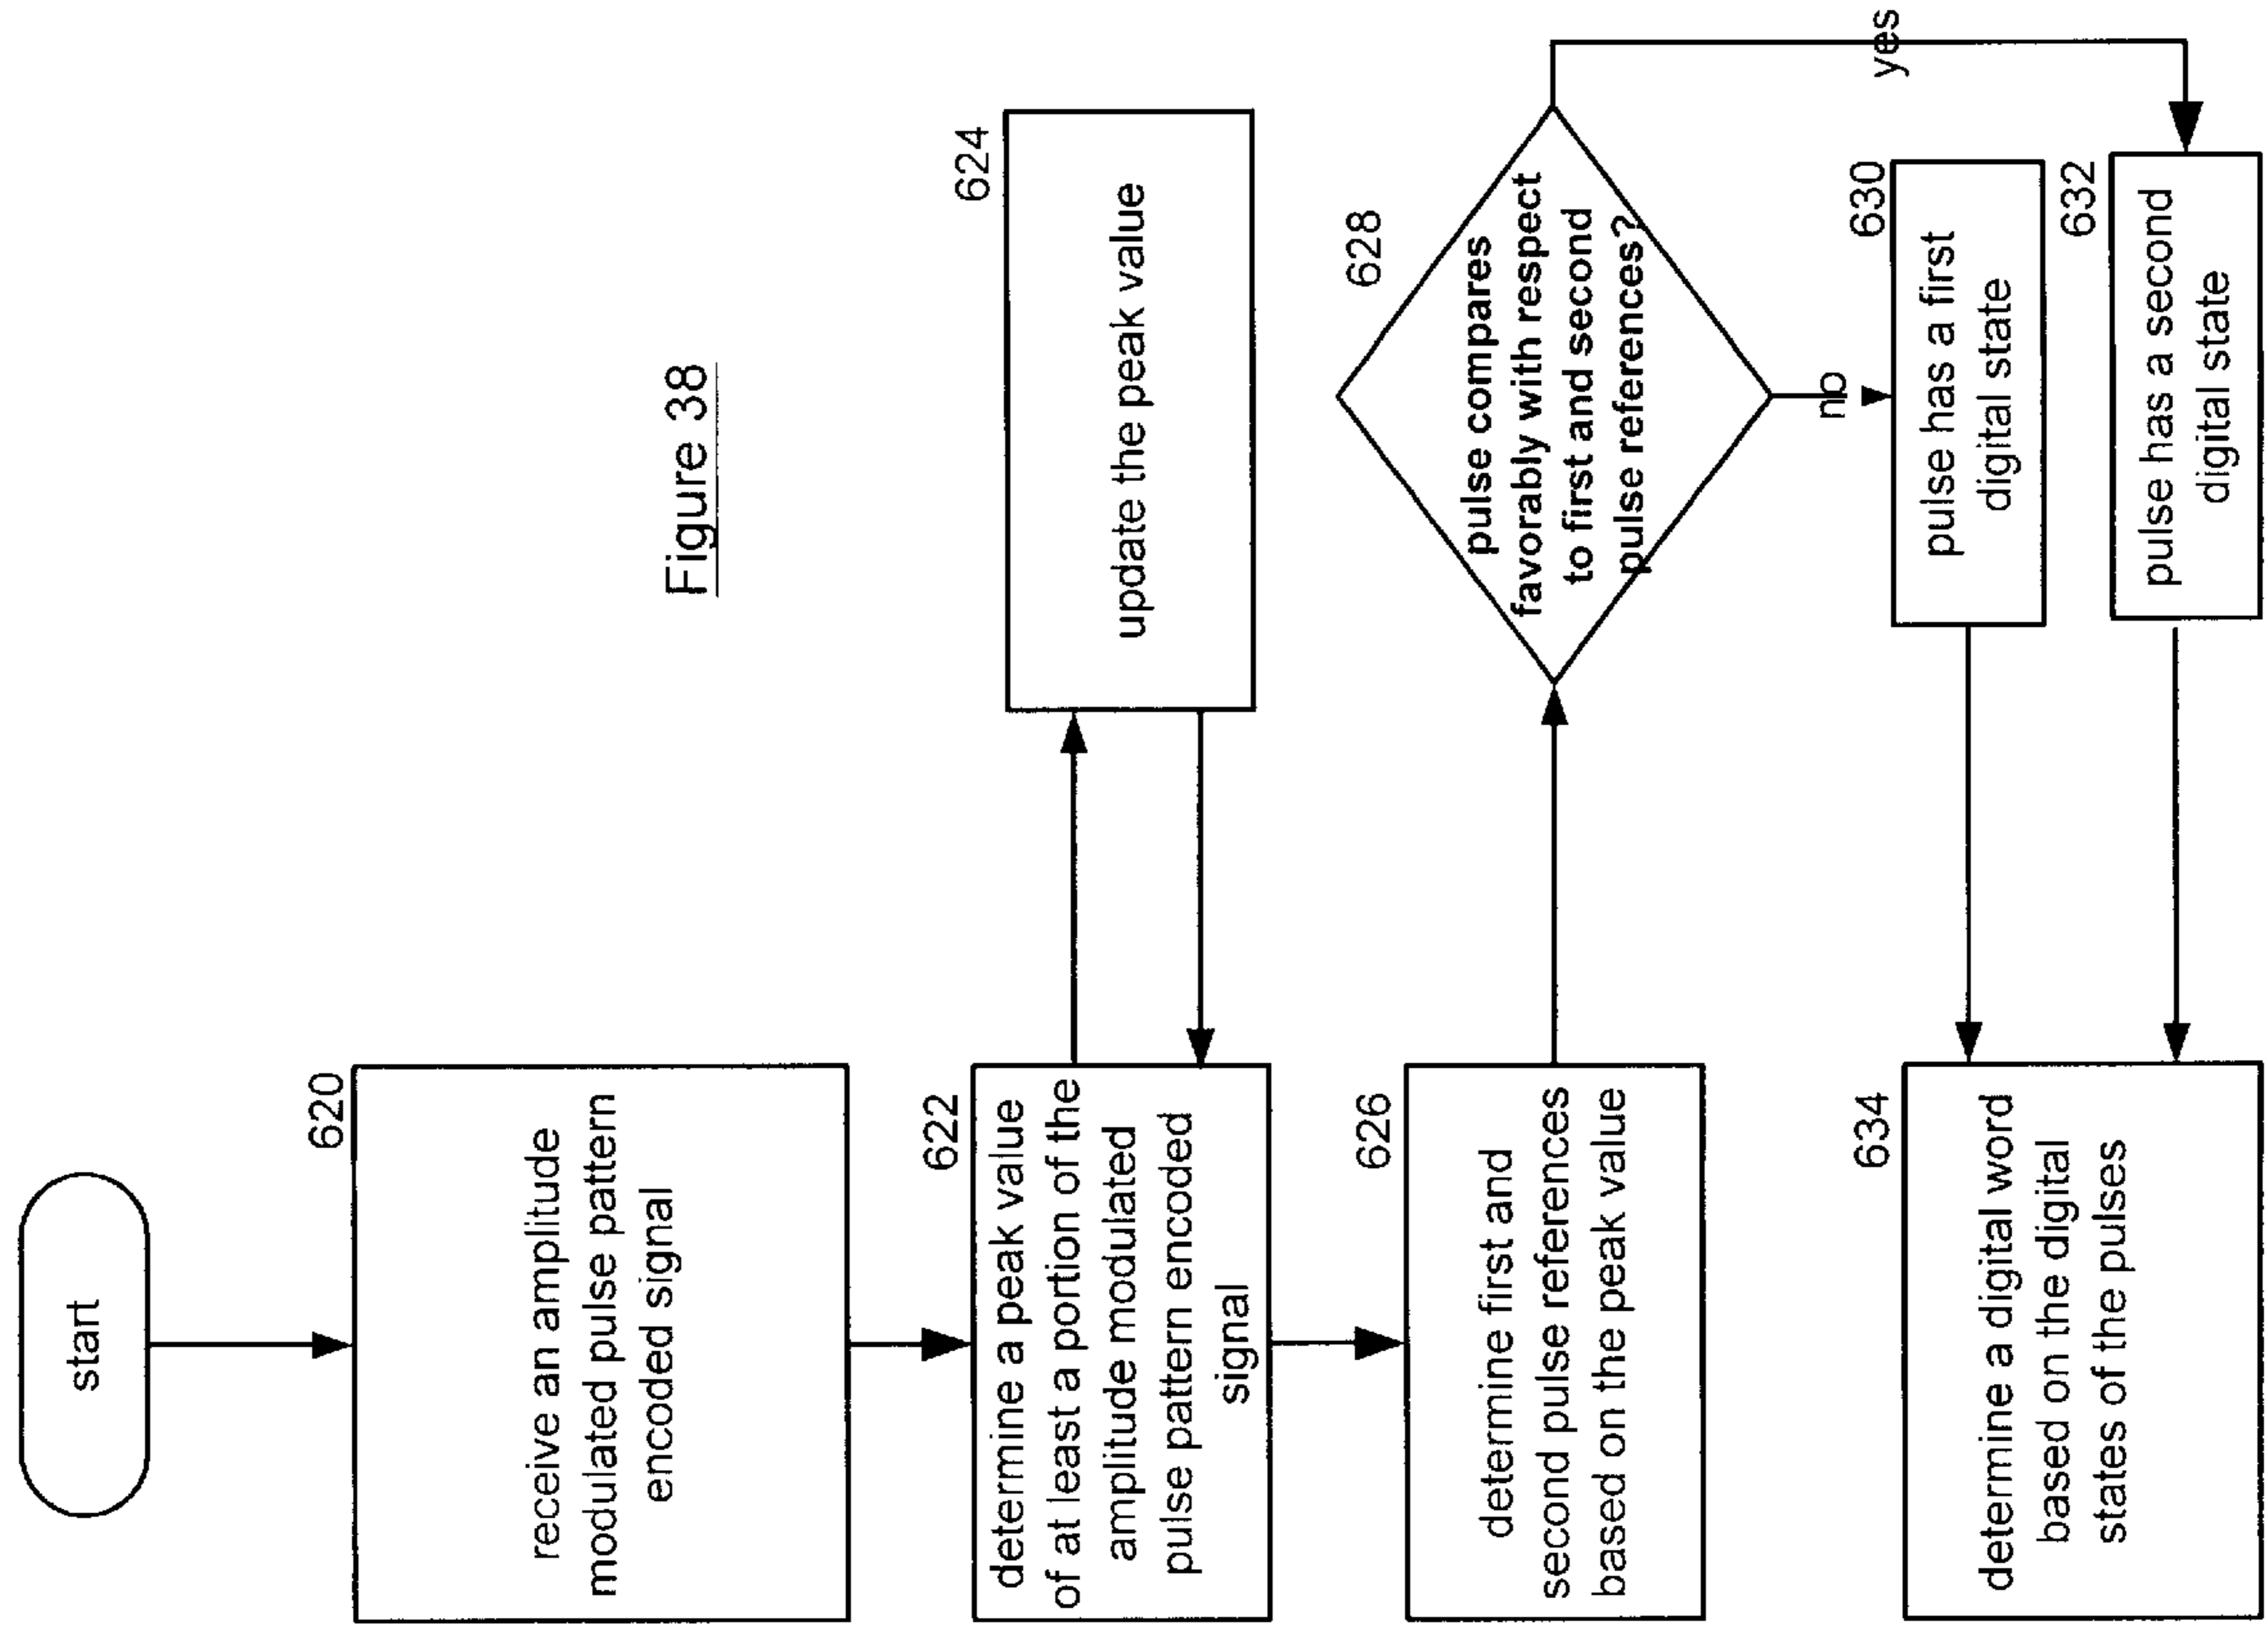 start
620
receive an amplitude
modulated pulse pattern
encoded signal
Figure 38
622
determine a peak value
of at least a portion of the
amplitude modulated
pulse pattern encoded
signal
624
update the peak value
626
determine first and
second pulse references
based on the peak value
628
pulse compares
favorably with respect
to first and second
pulse references?
no
yes
630
pulse has a first
digital state
632
pulse has a second
digital state
634
determine a digital word
based on the digital
states of the pulses